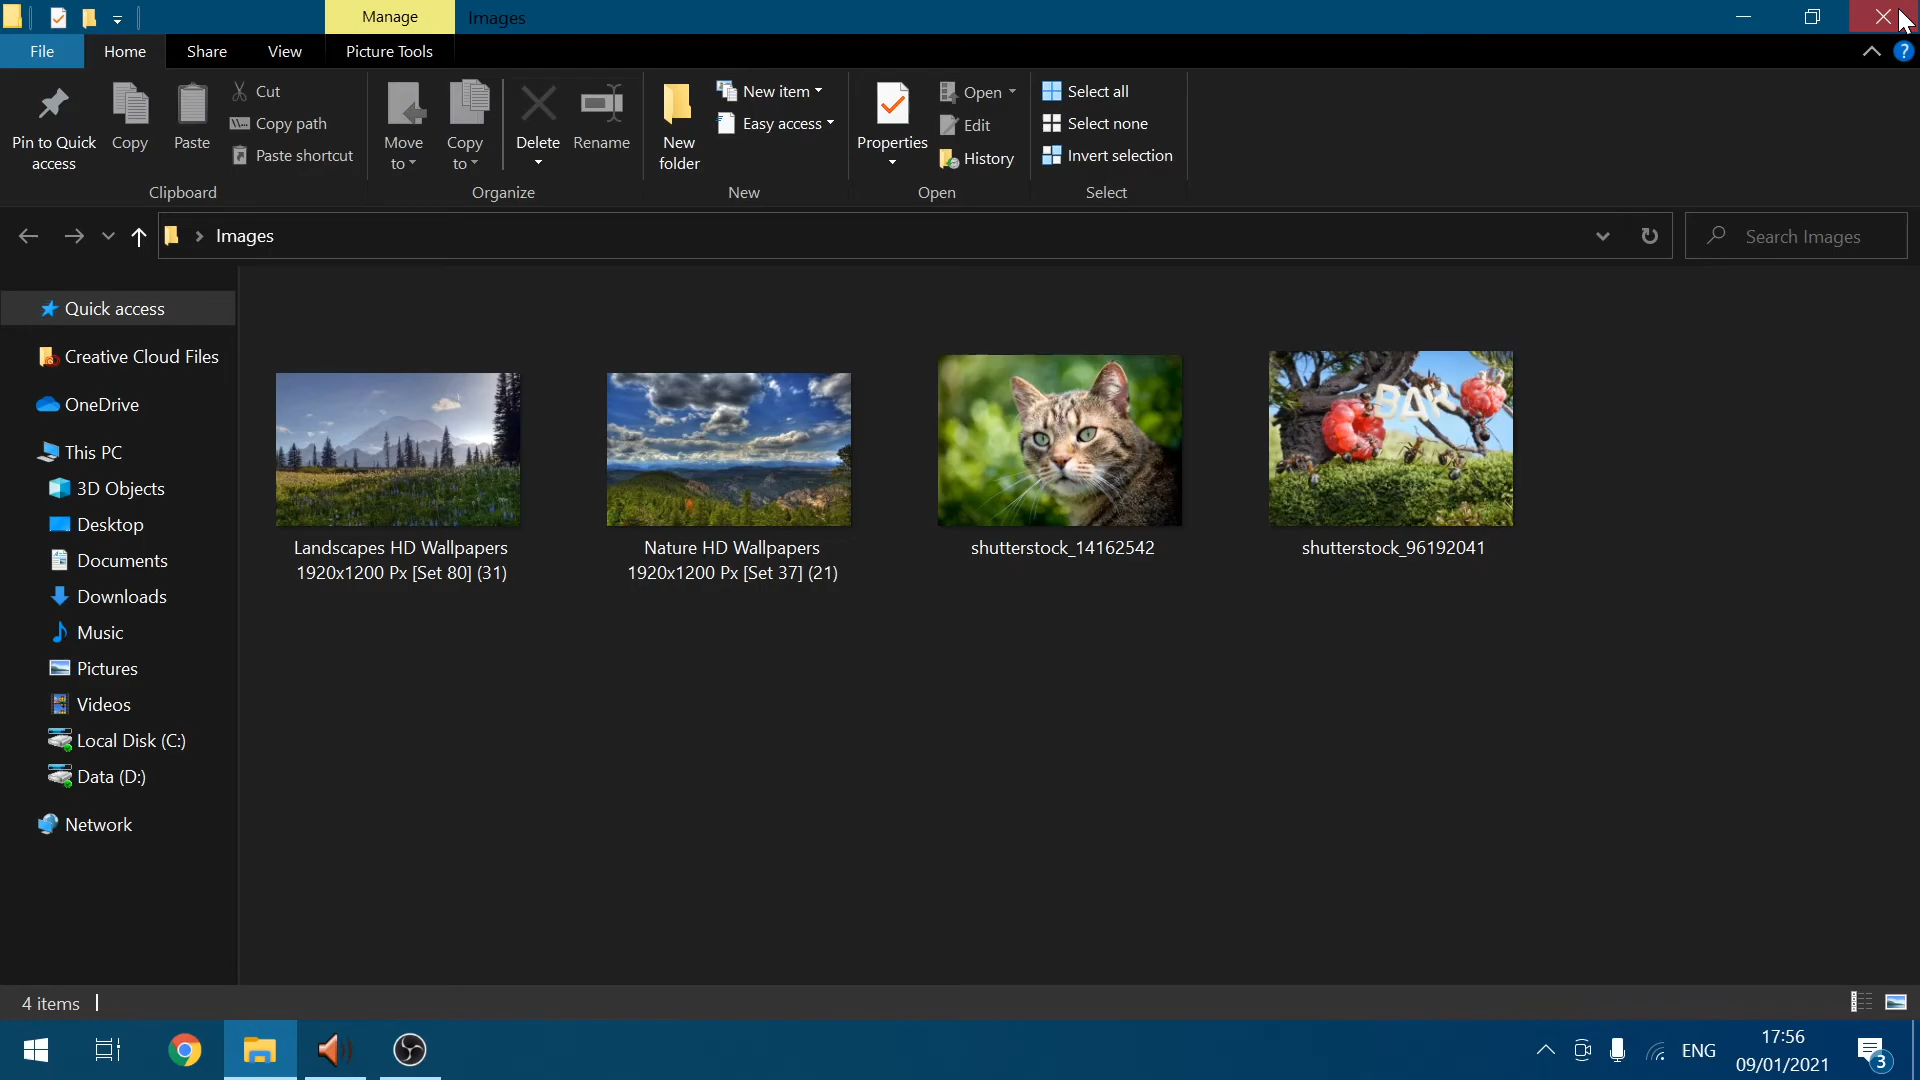 Manage
Images
File
Home
Share
View
Picture Tools
Pin to Quick
access
Copy
Paste
Cut
Copy path
Paste shortcut
Clipboard
Move
to
Copy
to
Delete
Rename
Organize
New
folder
New item
Easy access
New
Properties
Open
Edit
History
Open
Select all
Select none
Invert selection
Select
Images
Search Images
Quick access
Creative Cloud Files
OneDrive
This PC
3D Objects
Desktop
Documents
Downloads
Music
Pictures
Videos
Local Disk (C:)
Data (D:)
Network
BAR
Landscapes HD Wallpapers
1920x1200 Px [Set 80] (31)
Nature HD Wallpapers
1920x1200 Px [Set 37] (21)
shutterstock_14162542
shutterstock_96192041
4 items
ENG
17:56
09/01/2021
3